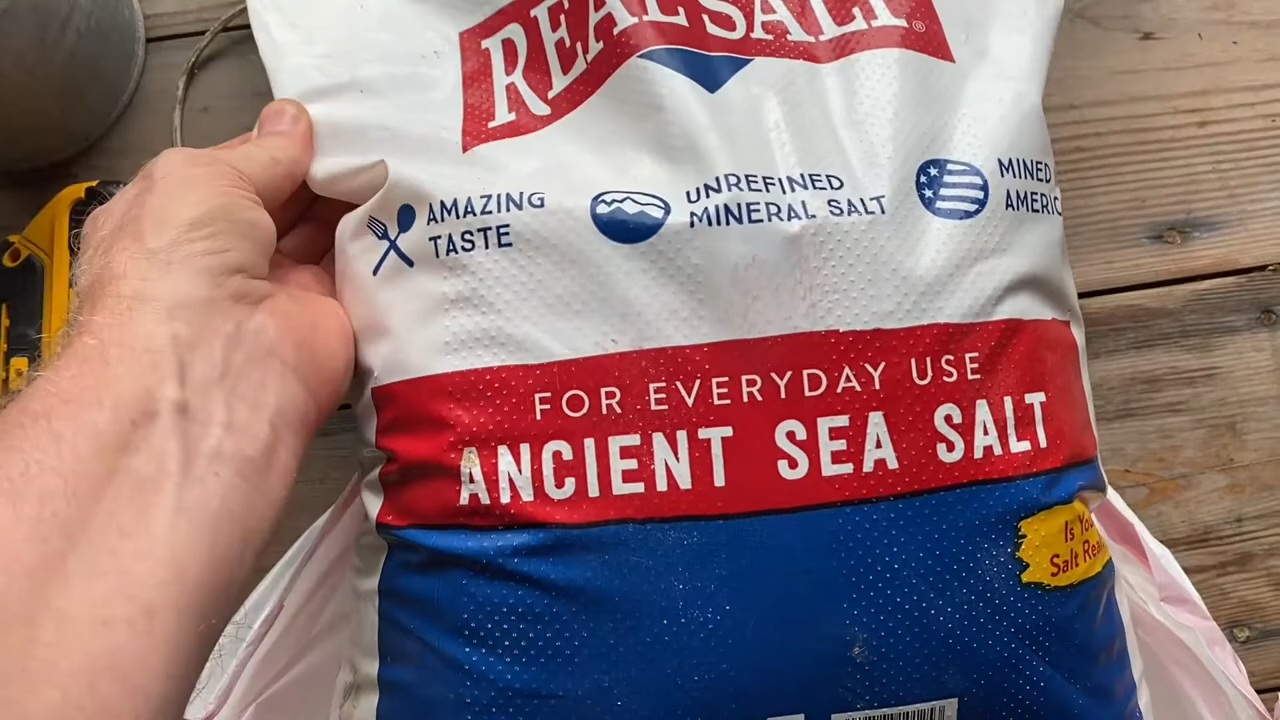 REAL SALT®
AMAZING
TASTE
UNREFINED
MINERAL SALT
MINED
AMERIC
FOR EVERYDAY USE
ANCIENT SEA SALT
Is You
Salt Real